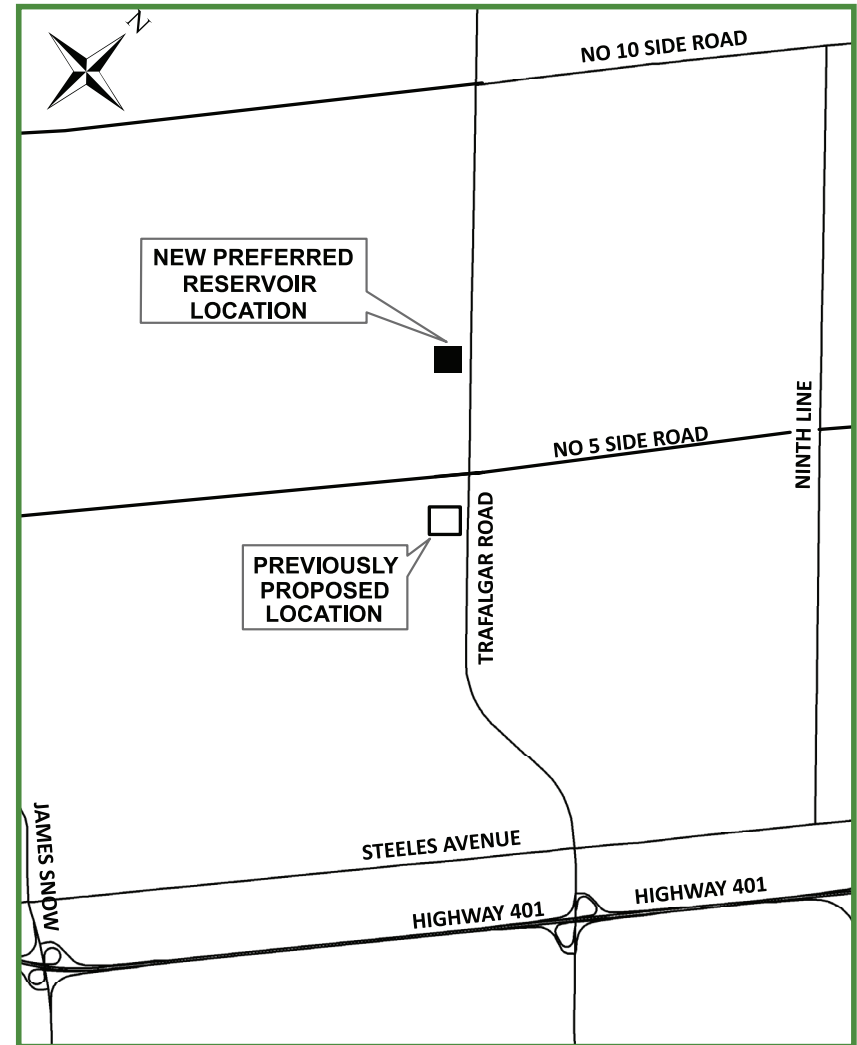 N
NO 10 SIDE ROAD
NEW PREFERRED
RESERVOIR
LOCATION
NINTH LINE
NO 5 SIDE ROAD
TRAFALGAR ROAD
PREVIOUSLY
PROPOSED
LOCATION
JAMES SNOW
STEELES AVENUE
HIGHWAY 401
HIGHWAY 401